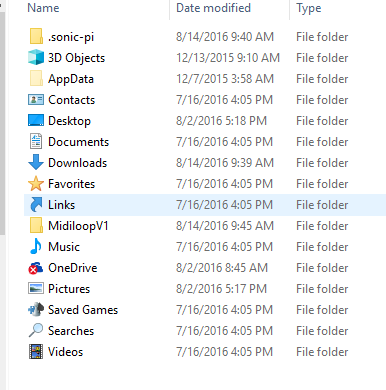 Name Date modified Type
.sonic-pi 8/14/2016 9:40 AM File folder
3D Objects 12/13/2015 9:10 AM File folder
AppData 12/7/2015 3:58 AM File folder
Contacts 7/16/2016 4:05 PM File folder
Desktop 8/2/2016 5:18 PM File folder
Documents 7/16/2016 4:05 PM File folder
Downloads 8/14/2016 9:39 AM File folder
Favorites 7/16/2016 4:05 PM File folder
Links 7/16/2016 4:05 PM File folder
MidiloopV1 8/14/2016 9:45 AM File folder
Music 7/16/2016 4:05 PM File folder
OneDrive 8/2/2016 8:45 AM File folder
Pictures 8/2/2016 5:17 PM File folder
Saved Games 7/16/2016 4:05 PM File folder
Searches 7/16/2016 4:05 PM File folder
Videos 7/16/2016 4:05 PM File folder